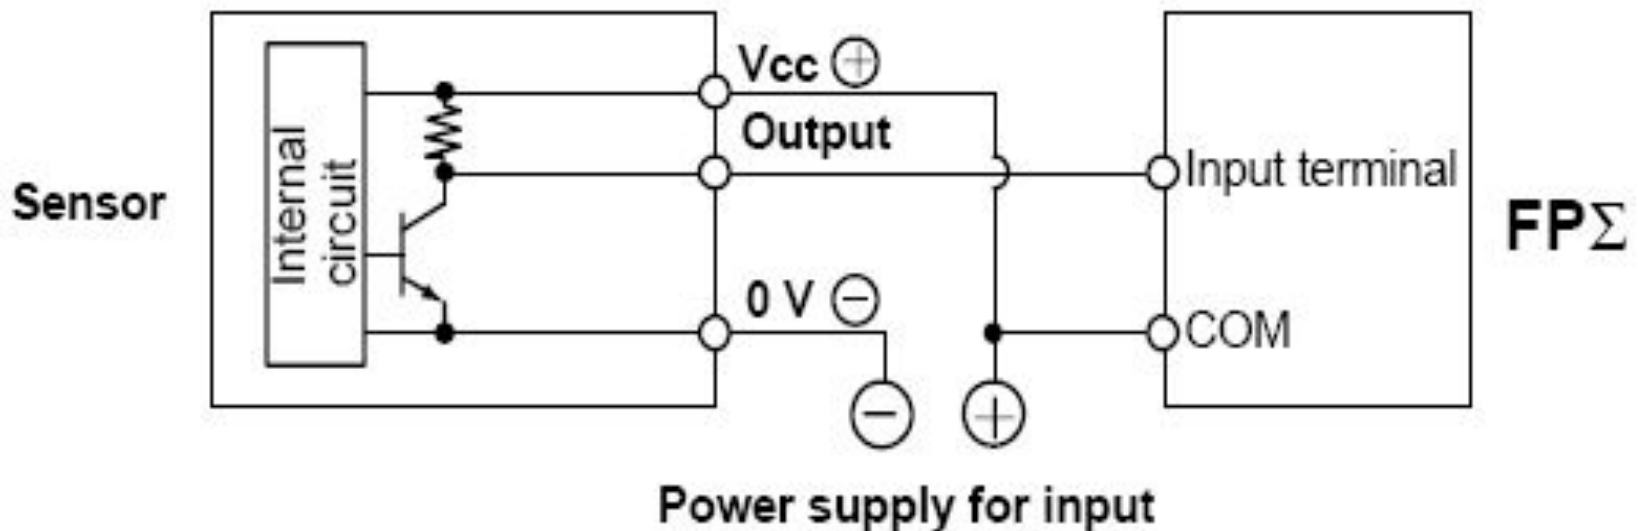 Sensor
Internal
circuit
Vcc ⊕
Output
0 V ⊖
⊖ ⊕
Power supply for input
Input terminal
COM
FPΣ